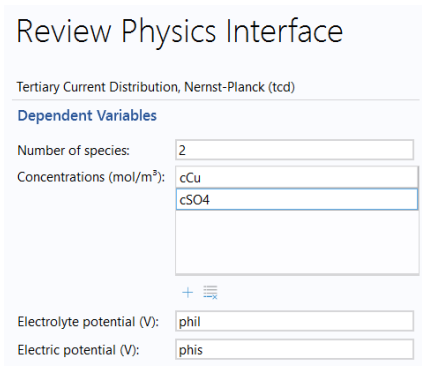 Review Physics Interface
Tertiary Current Distribution, Nernst-Planck (tcd)
Dependent Variables
Number of species: 2
Concentrations (mol/m³): cCu
cSO4
Electrolyte potential (V): phil
Electric potential (V): phis